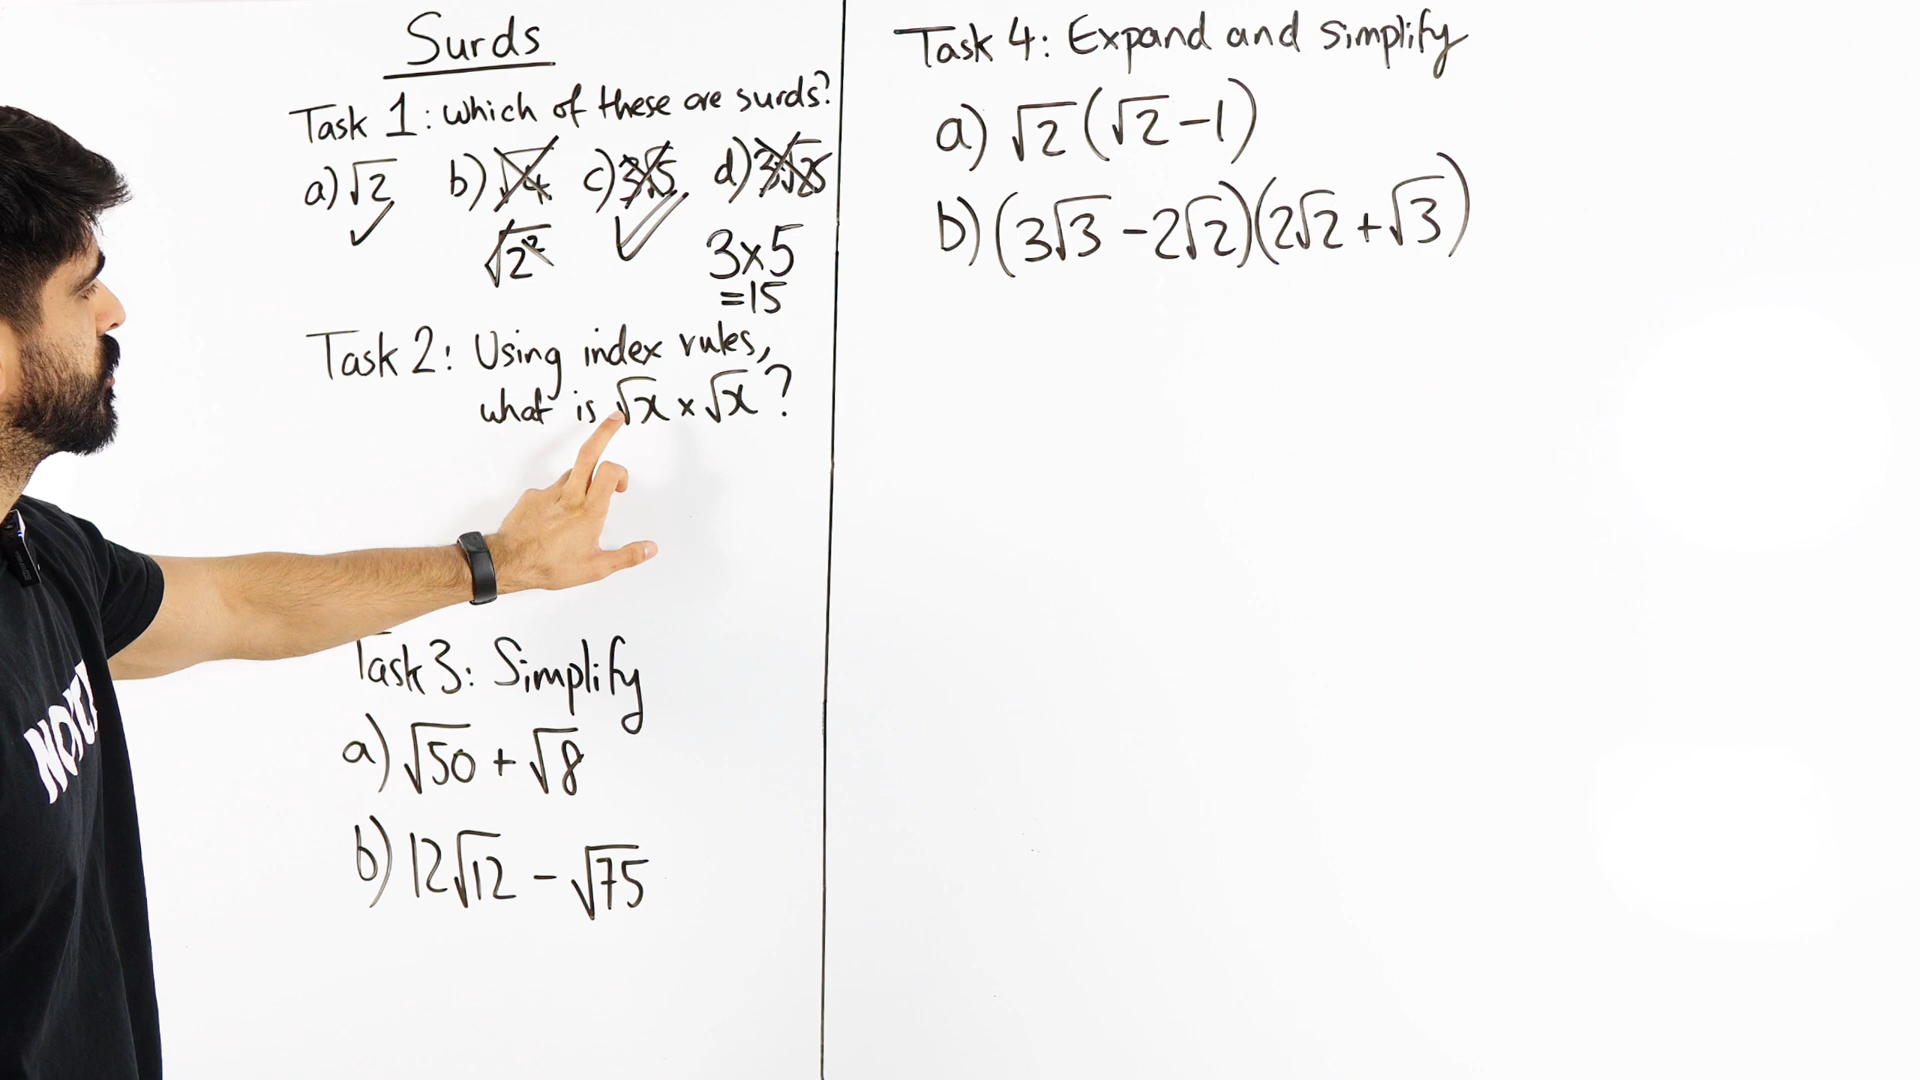 Surds
Task 1: Which of these are surds?
a) √2 b) √4 c) 3√5 d) 3√25
√2²
3×5
=15
Task 2: Using index rules,
what is √x × √x ?
Task 3: Simplify
a) √50 + √8
b) 12√12 - √75
Task 4: Expand and simplify
a) √2(√2-1)
b) (3√3 - 2√2)(2√2 + √3)